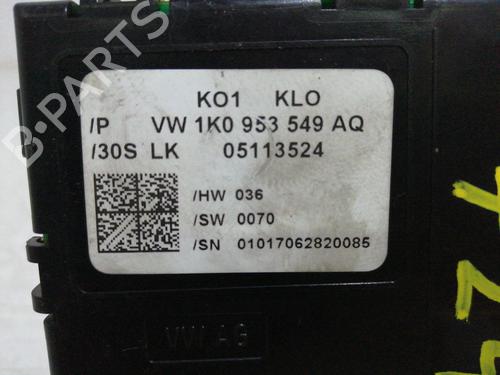 KO1 KLO
/P VW 1K0 953 549 AQ
/30S LK 05113524
/HW 036
/SW 0070
/SN 01017062820085
VW AG
B-PARTS